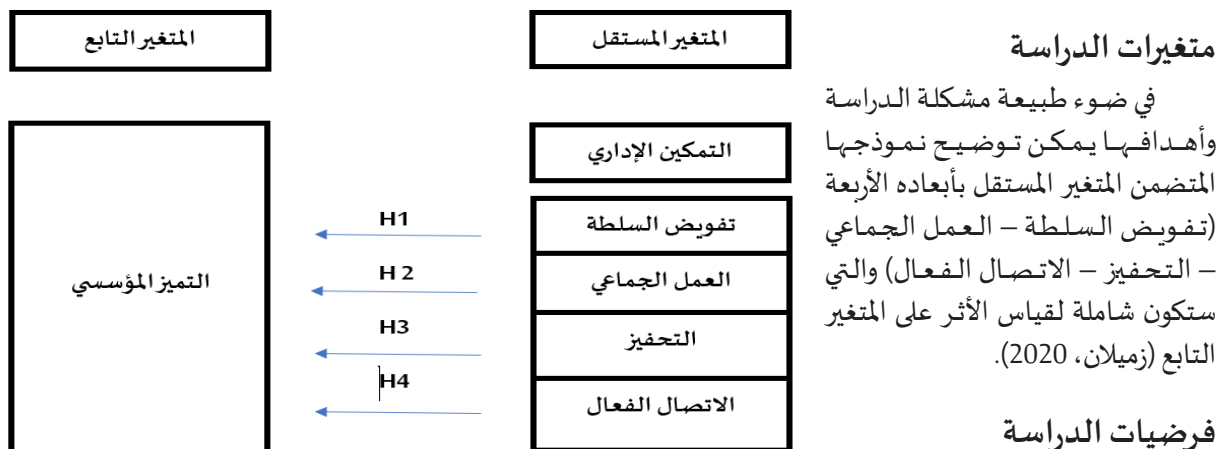 متغيرات الدراسة
في ضوء طبيعة مشكلة الدراسة
وأهدافها يمكن توضيح نموذجها
المتضمن المتغير المستقل بأبعاده الأربعة
(تفويض السلطة – العمل الجماعي
– التحفيز – الاتصال الفعال) والتي
ستكون شاملة لقياس الأثر على المتغير
التابع (زميلان، 2020).
فرضيات الدراسة
المتغير المستقل
المتغير التابع
التمكين الإداري
تفويض السلطة
العمل الجماعي
التحفيز
الاتصال الفعال
H1
H 2
H3
H4
التميز المؤسسي